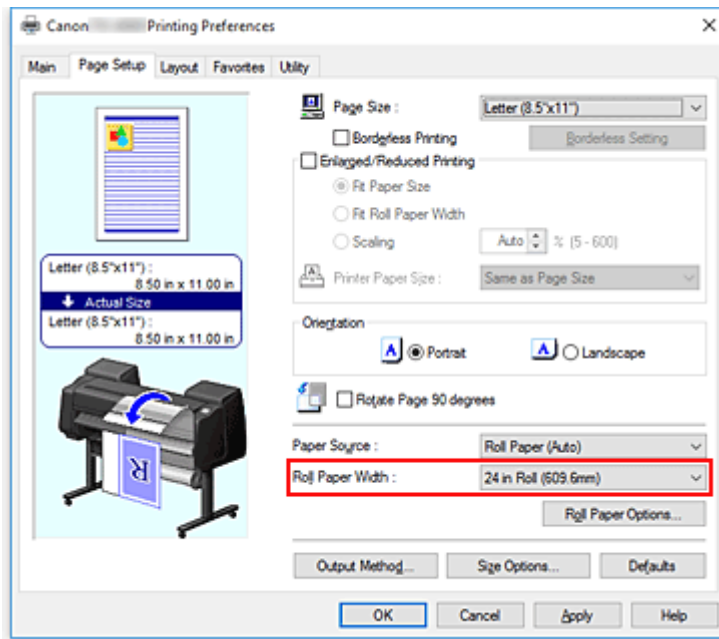 Canon Printing Preferences
Main Page Setup Layout Favorites Utility
Page Size : Letter (8.5"x11")
Borderless Printing Borderless Setting
Enlarged/Reduced Printing
Fit Paper Size
Fit Roll Paper Width
Scaling Auto % (5 - 600)
Printer Paper Size : Same as Page Size
Letter (8.5"x11") :
8.50 in x 11.00 in
Actual Size
Letter (8.5"x11") :
8.50 in x 11.00 in
Orientation
A Portrait A Landscape
Rotate Page 90 degrees
R
Paper Source : Roll Paper (Auto)
Roll Paper Width : 24 in Roll (609.6mm)
Roll Paper Options...
Output Method... Size Options... Defaults
OK Cancel Apply Help